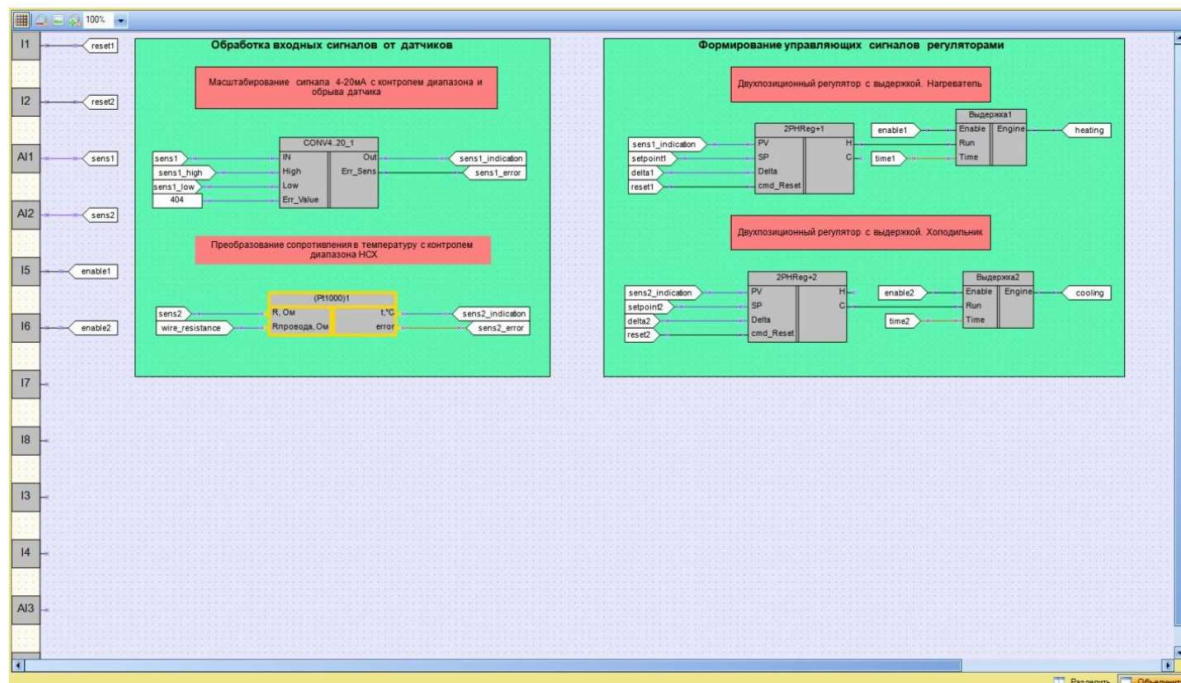 100%
I1
reset1
I2
reset2
AI1
sens1
AI2
sens2
I5
enable1
I6
enable2
I7
I8
I3
I4
AI3
Обработка входных сигналов от датчиков
Масштабирование сигнала 4-20мА с контролем диапазона и
обрыва датчика
CONV4..20_1
sens1
IN
Out
sens1_indication
sens1_high
High
Err_Sens
sens1_error
sens1_low
Low
404
Err_Value
Преобразование сопротивления в температуру с контролем
диапазона НСХ
(Pt1000)1
sens2
R, Ом
t,°C
sens2_indication
wire_resistance
Rпровода, Ом
error
sens2_error
Формирование управляющих сигналов регуляторами
Двухпозиционный регулятор с выдержкой. Нагреватель
2PHReg+1
sens1_indication
PV
H
setpoint1
SP
C
delta1
Delta
reset1
cmd_Reset
Выдержка1
enable1
Enable
Engine
heating
Run
time1
Time
Двухпозиционный регулятор с выдержкой. Холодильник
2PHReg+2
sens2_indication
PV
H
setpoint2
SP
C
delta2
Delta
reset2
cmd_Reset
Выдержка2
enable2
Enable
Engine
cooling
Run
time2
Time
Разделить